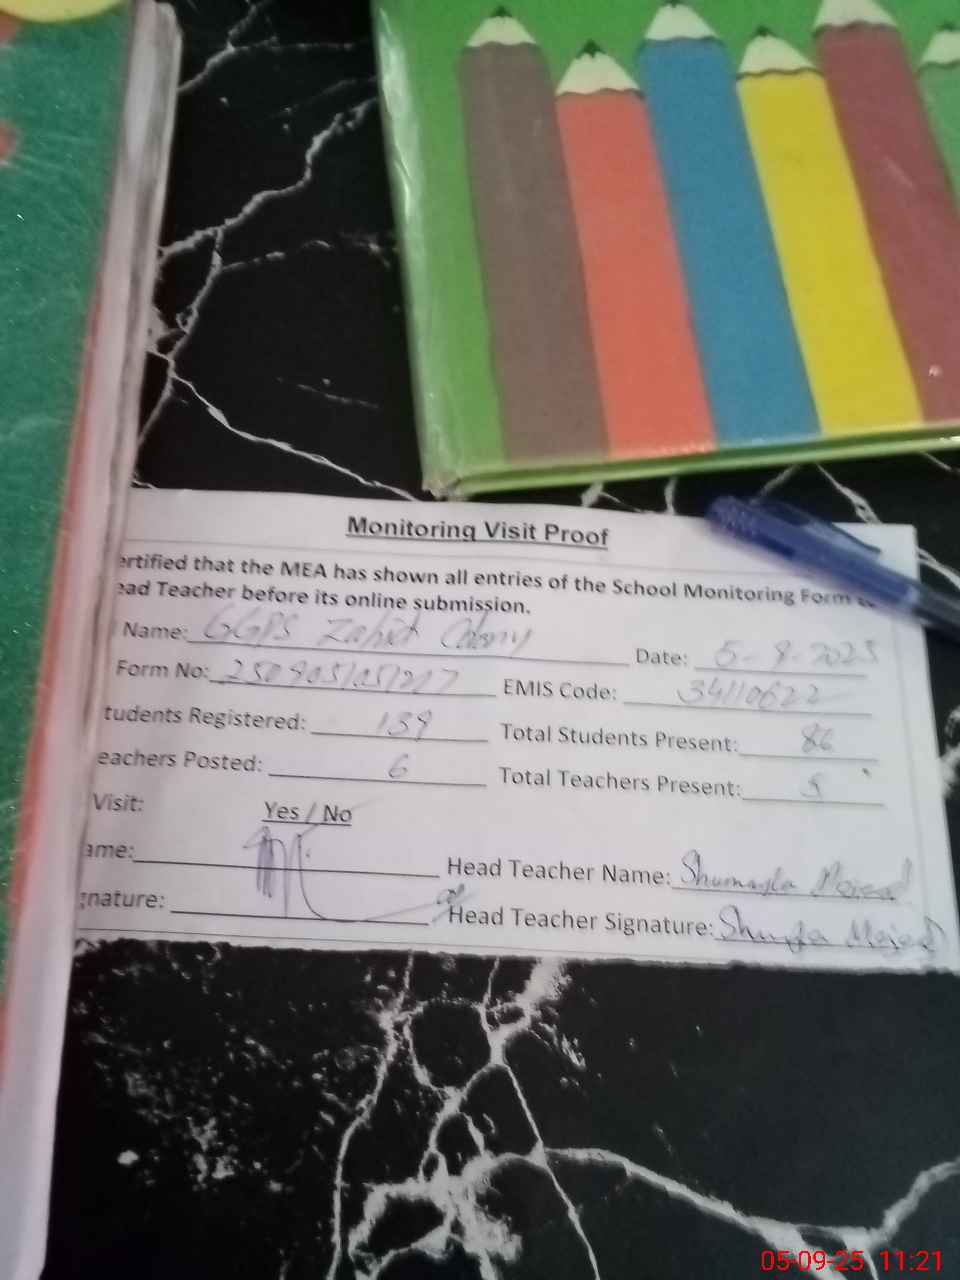 Monitoring Visit Proof
ertified that the MEA has shown all entries of the School Monitoring Form
ead Teacher before its online submission.
Name: GGPS Zahid Colony Date: 5-9-2025
Form No: EMIS Code: 34110622
tudents Registered: 139 Total Students Present: 86
eachers Posted: 6 Total Teachers Present: 5
Visit: Yes / No
ame: Head Teacher Name: Shumayla Majeed
gnature: Head Teacher Signature: Majeed
05-09-25 11:21